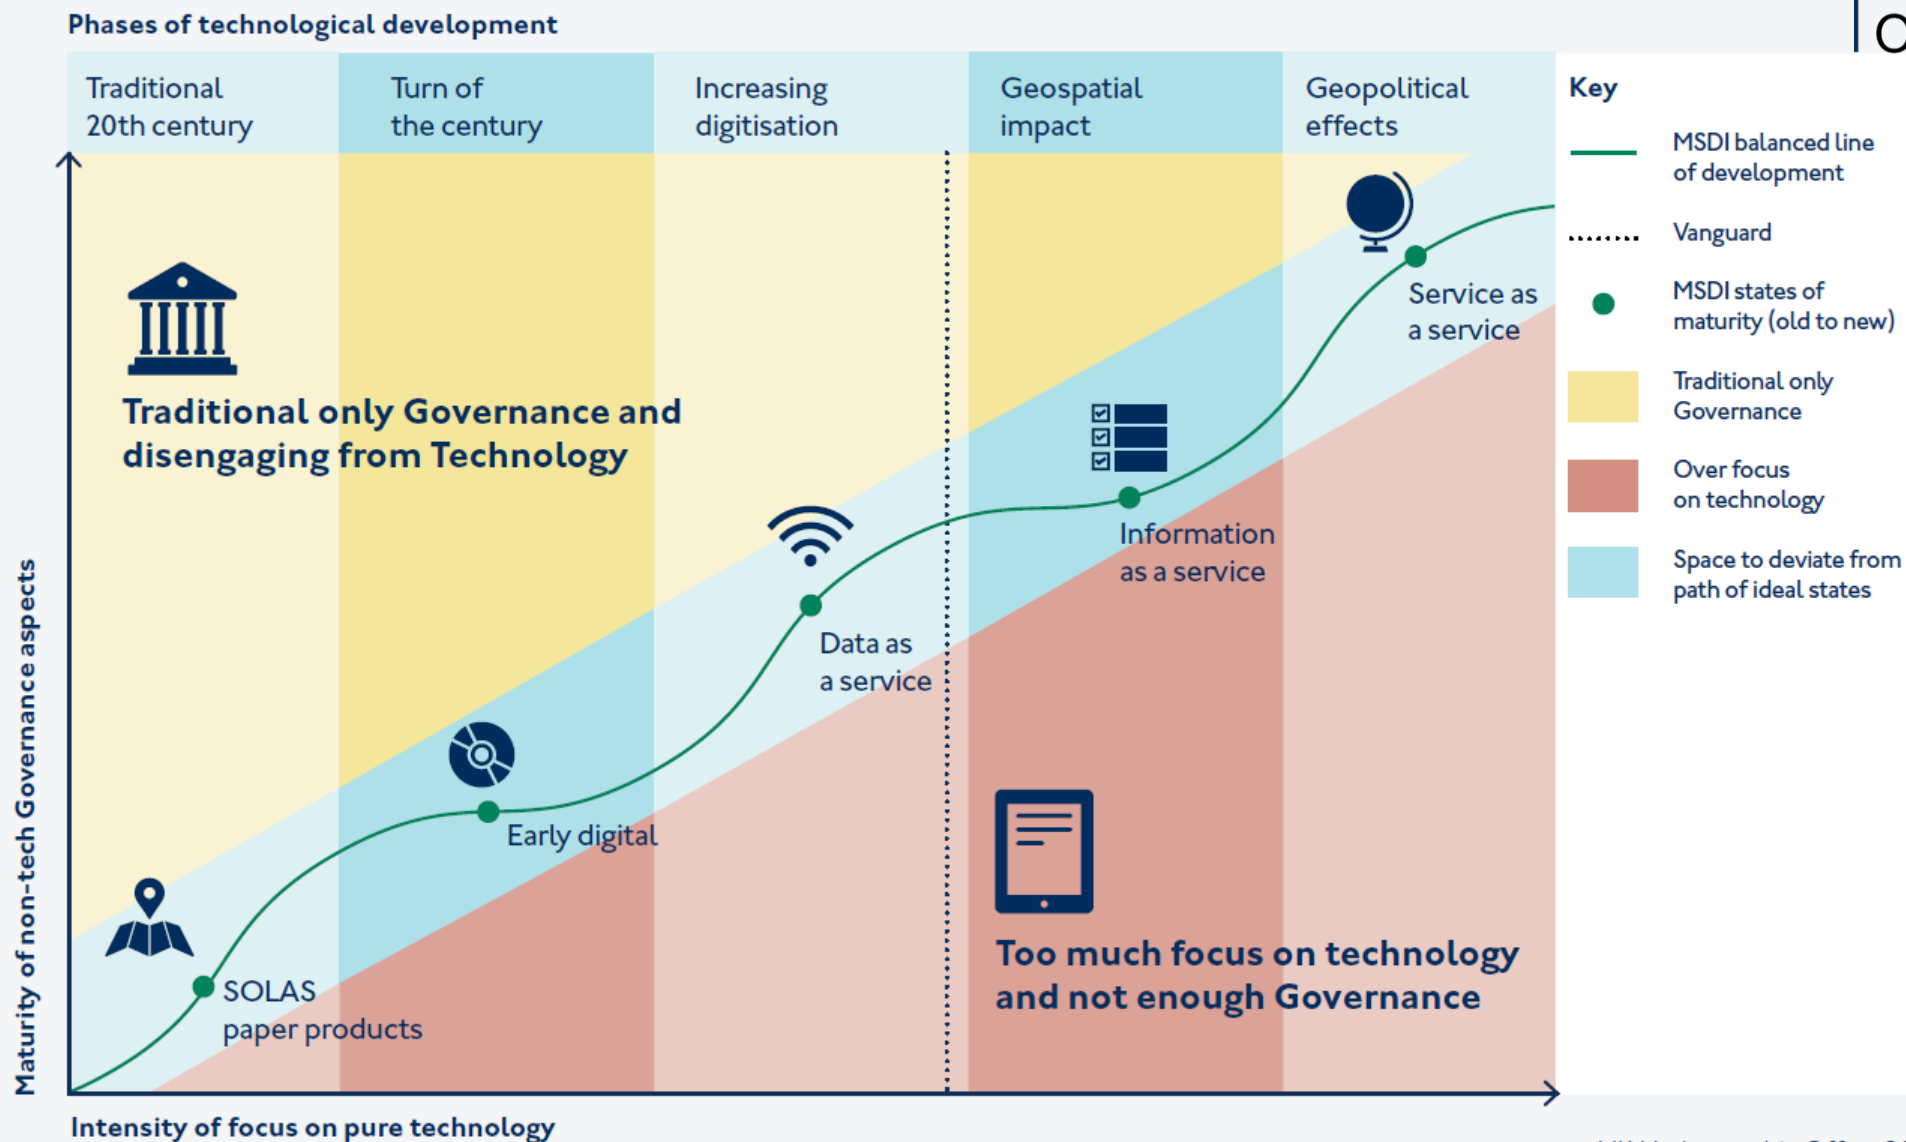 Phases of technological development
Traditional
20th century
Turn of
the century
Increasing
digitisation
Geospatial
impact
Geopolitical
effects
Key
MSDI balanced line
of development
Vanguard
MSDI states of
maturity (old to new)
Traditional only
Governance
Over focus
on technology
Space to deviate from
path of ideal states
Traditional only Governance and
disengaging from Technology
Service as
a service
Information
as a service
Data as
a service
Early digital
SOLAS
paper products
Too much focus on technology
and not enough Governance
Maturity of non-tech Governance aspects
Intensity of focus on pure technology